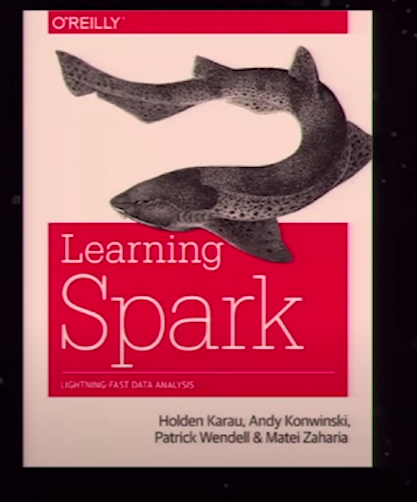 O'REILLY
Learning
Spark
LIGHTNING-FAST DATA ANALYSIS
Holden Karau, Andy Konwinski,
Patrick Wendell & Matei Zaharia